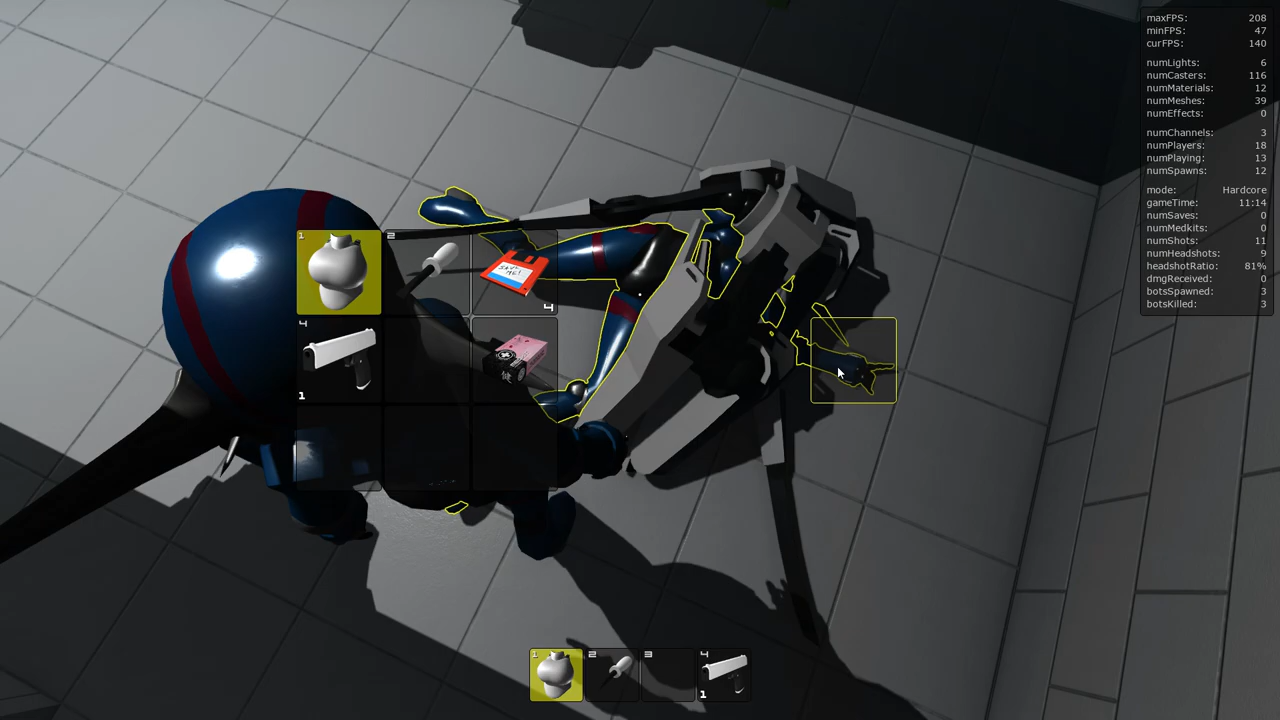 maxFPS: 208
minFPS: 47
curFPS: 140
numLights: 6
numCasters: 116
numMaterials: 12
numMeshes: 39
numEffects: 0
numChannels: 3
numPlayers: 18
numPlaying: 13
numSpawns: 12
mode: Hardcore
gameTime: 11:14
numSaves: 0
numMedkits: 0
numShots: 11
numHeadshots: 9
headshotRatio: 81%
dmgReceived: 0
botsSpawned: 3
botsKilled: 3
1
2
SAVE
ME!
4
4
1
1
2
3
4
1